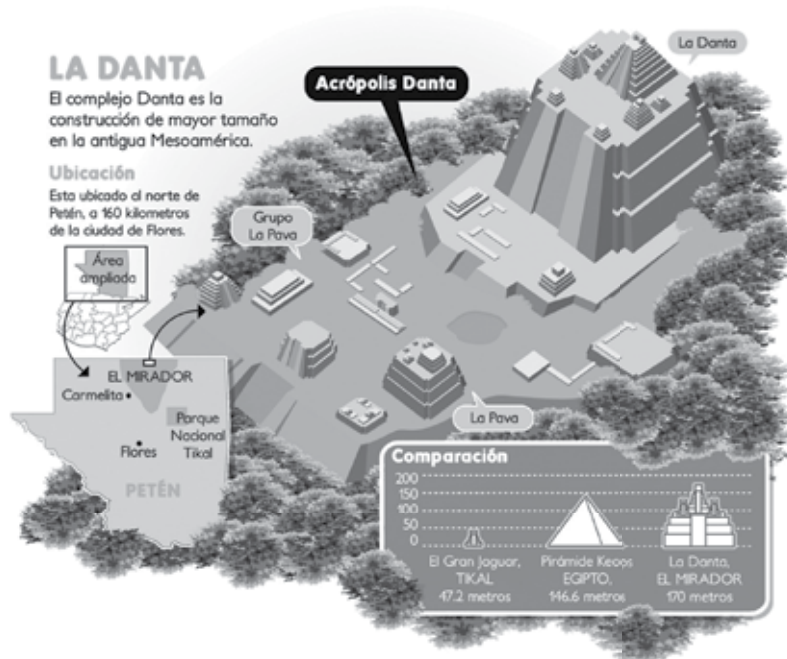 LA DANTA
El complejo Danta es la
construcción de mayor tamaño
en la antigua Mesoamérica.
Ubicación
Esta ubicado al norte de
Petén, a 160 kilometros
de la ciudad de Flores.
Área
ampliada
EL MIRADOR
Carmelita
Parque
Nacional
Tikal
Flores
PETÉN
Acrópolis Danta
La Danta
Grupo
La Pava
La Pava
Comparación
200
150
100
50
0
El Gran Jaguar,
TIKAL
47.2 metros
Pirámide Keops
EGIPTO,
146.6 metros
La Danta,
EL MIRADOR
170 metros